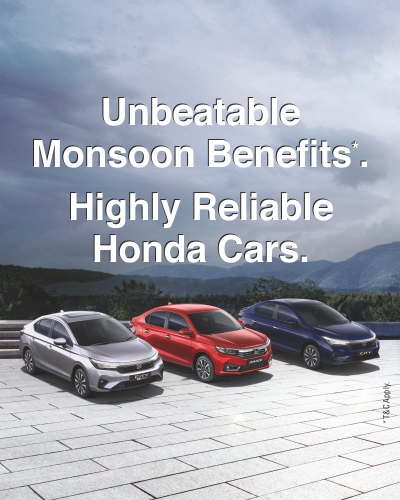 Unbeatable
Monsoon Benefits*.
Highly Reliable
Honda Cars.
*T&C Apply.